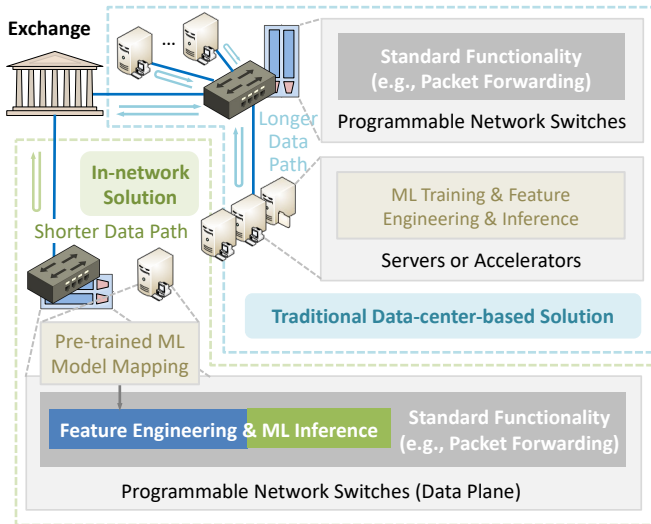 Exchange
...
Standard Functionality
(e.g., Packet Forwarding)
Programmable Network Switches
Longer
Data
Path
In-network
Solution
Shorter Data Path
ML Training & Feature
Engineering & Inference
Servers or Accelerators
Traditional Data-center-based Solution
Pre-trained ML
Model Mapping
Feature Engineering & ML Inference
Standard Functionality
(e.g., Packet Forwarding)
Programmable Network Switches (Data Plane)